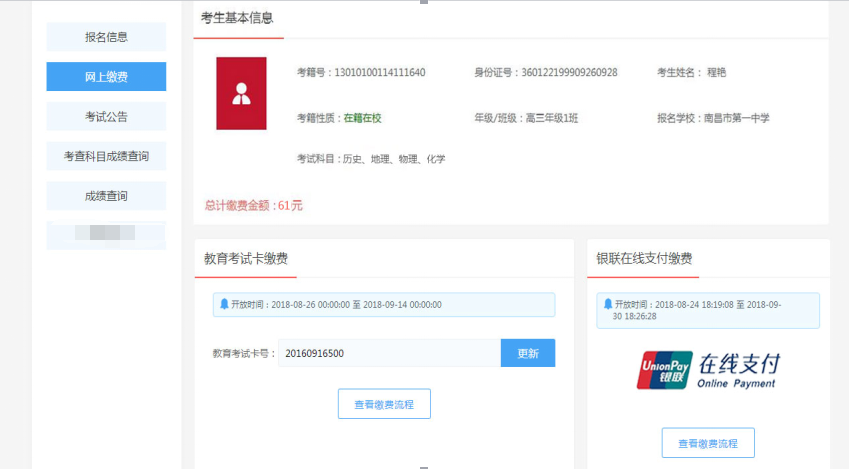 报名信息
网上缴费
考试公告
考查科目成绩查询
成绩查询
考生基本信息
考籍号：13010100114111640
身份证号：360122199909260928
考生姓名： 程艳
考籍性质：在籍在校
年级/班级：高三年级1班
报名学校：南昌市第一中学
考试科目：历史、地理、物理、化学
总计缴费金额：61元
教育考试卡缴费
开放时间：2018-08-26 00:00:00 至 2018-09-14 00:00:00
教育考试卡号： 20160916500 更新
查看缴费流程
银联在线支付缴费
开放时间：2018-08-24 18:19:08 至 2018-09-
30 18:26:28
UnionPay
银联
在线支付
Online Payment
查看缴费流程